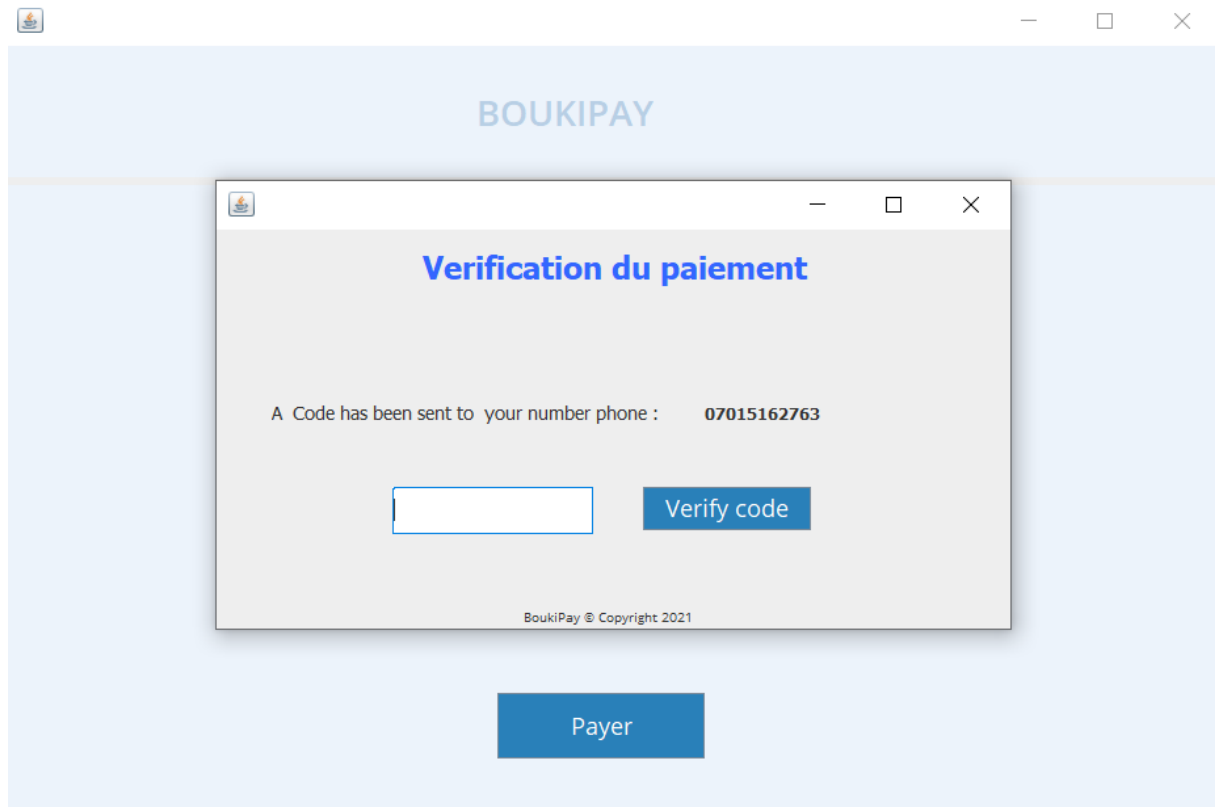 BOUKIPAY
Verification du paiement
A Code has been sent to your number phone : 07015162763
Verify code
BoukiPay © Copyright 2021
Payer